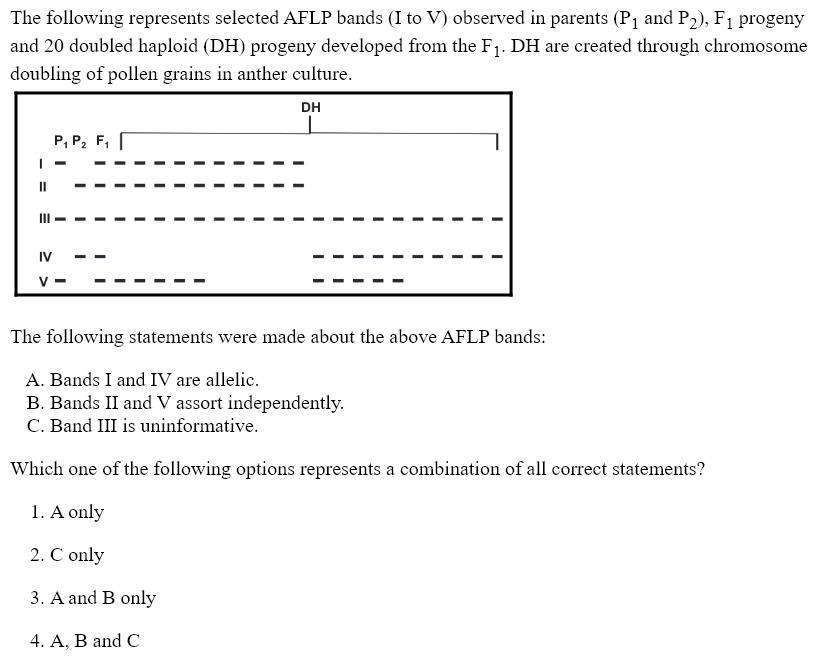 The following represents selected AFLP bands (I to V) observed in parents (P1 and P2), F1 progeny
and 20 doubled haploid (DH) progeny developed from the F1. DH are created through chromosome
doubling of pollen grains in anther culture.
DH
P1 P2 F1
I
II
III
IV
V
The following statements were made about the above AFLP bands:
A. Bands I and IV are allelic.
B. Bands II and V assort independently.
C. Band III is uninformative.
Which one of the following options represents a combination of all correct statements?
1. A only
2. C only
3. A and B only
4. A, B and C